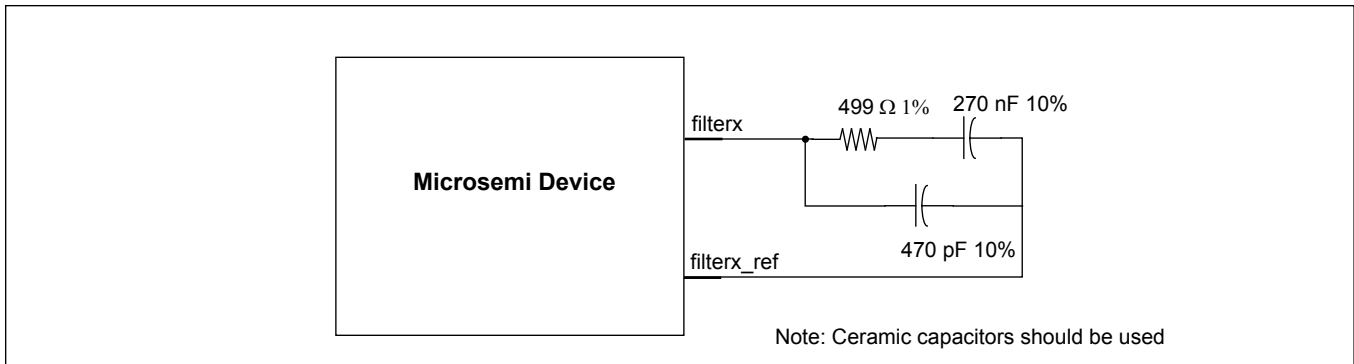 499 Ω 1%
270 nF 10%
filterx
Microsemi Device
470 pF 10%
filterx_ref
Note: Ceramic capacitors should be used